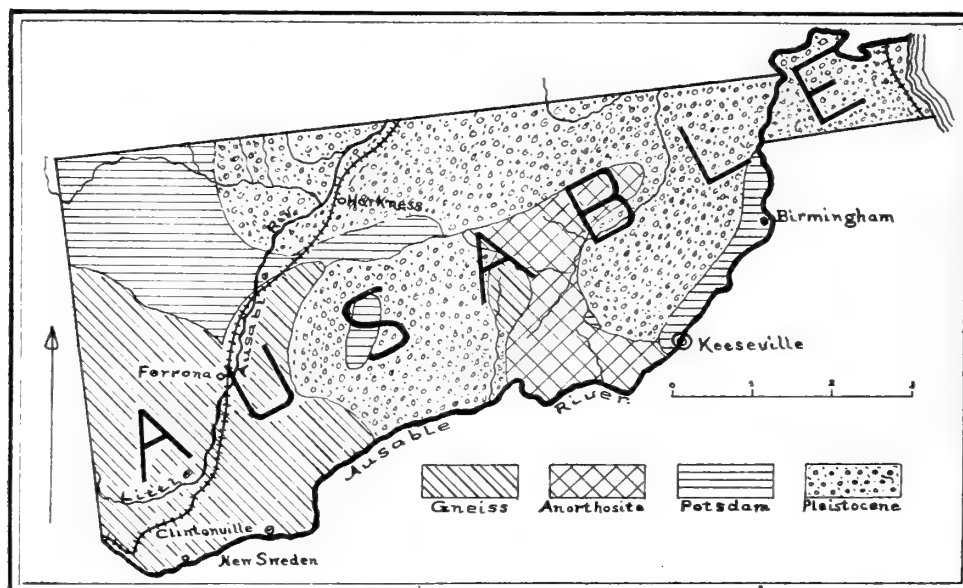 AUSABLE
Harkness
Riv.
Ausable
Birmingham
Keeseville
Ferrona
0 1 2 3
Ausable River.
Little
Gneiss Anorthosite Potsdam Pleistocene
Clintonville
New Sweden